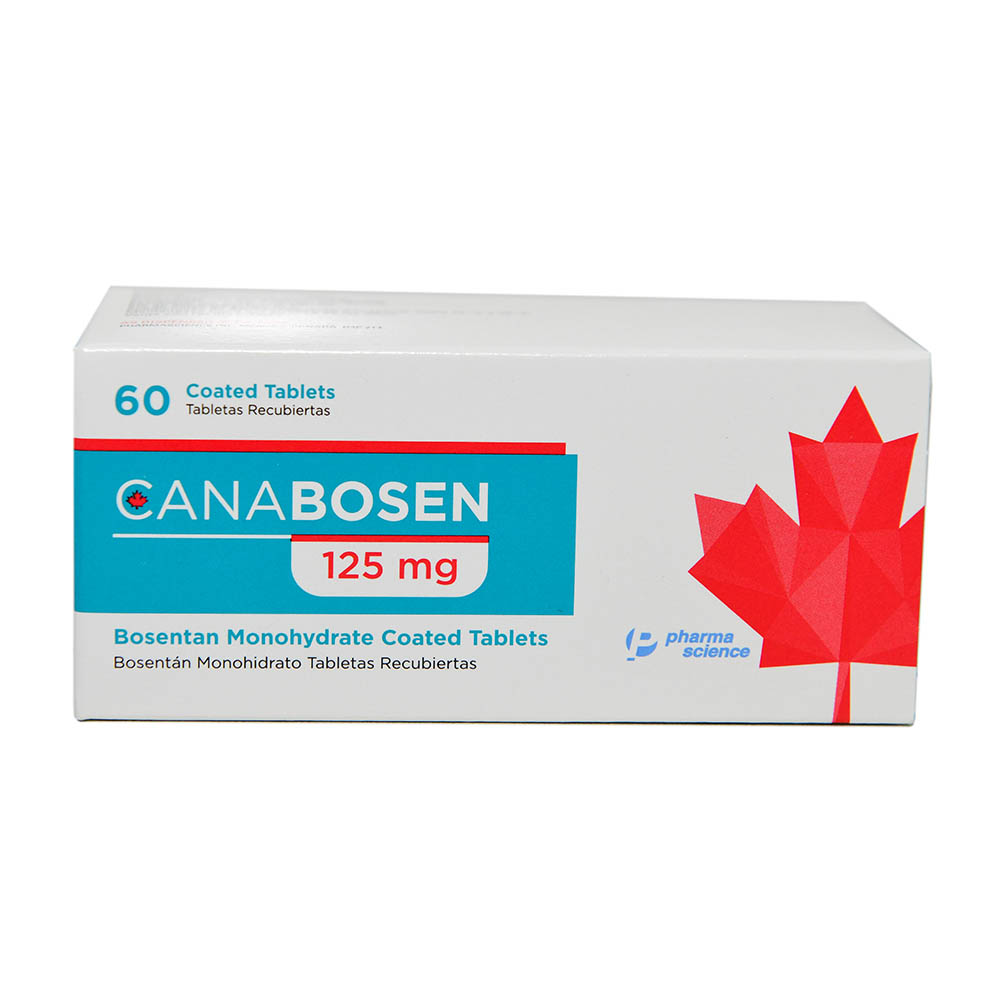 60 Coated Tablets
Tabletas Recubiertas
CANABOSEN
125 mg
Bosentan Monohydrate Coated Tablets
Bosentán Monohidrato Tabletas Recubiertas
pharma
science